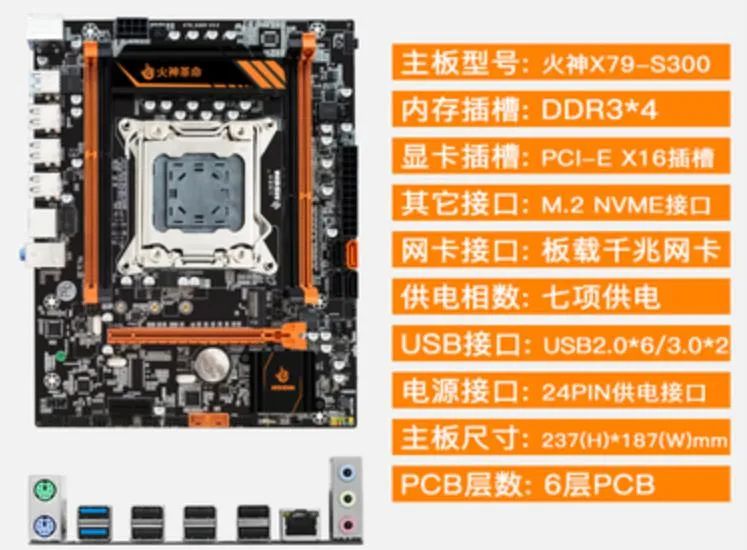 火神革命
主板型号: 火神X79-S300
内存插槽: DDR3*4
显卡插槽: PCI-E X16插槽
其它接口: M.2 NVME接口
网卡接口: 板载千兆网卡
供电相数: 七项供电
USB接口: USB2.0*6/3.0*2
电源接口: 24PIN供电接口
主板尺寸: 237(H)*187(W)mm
PCB层数: 6层PCB